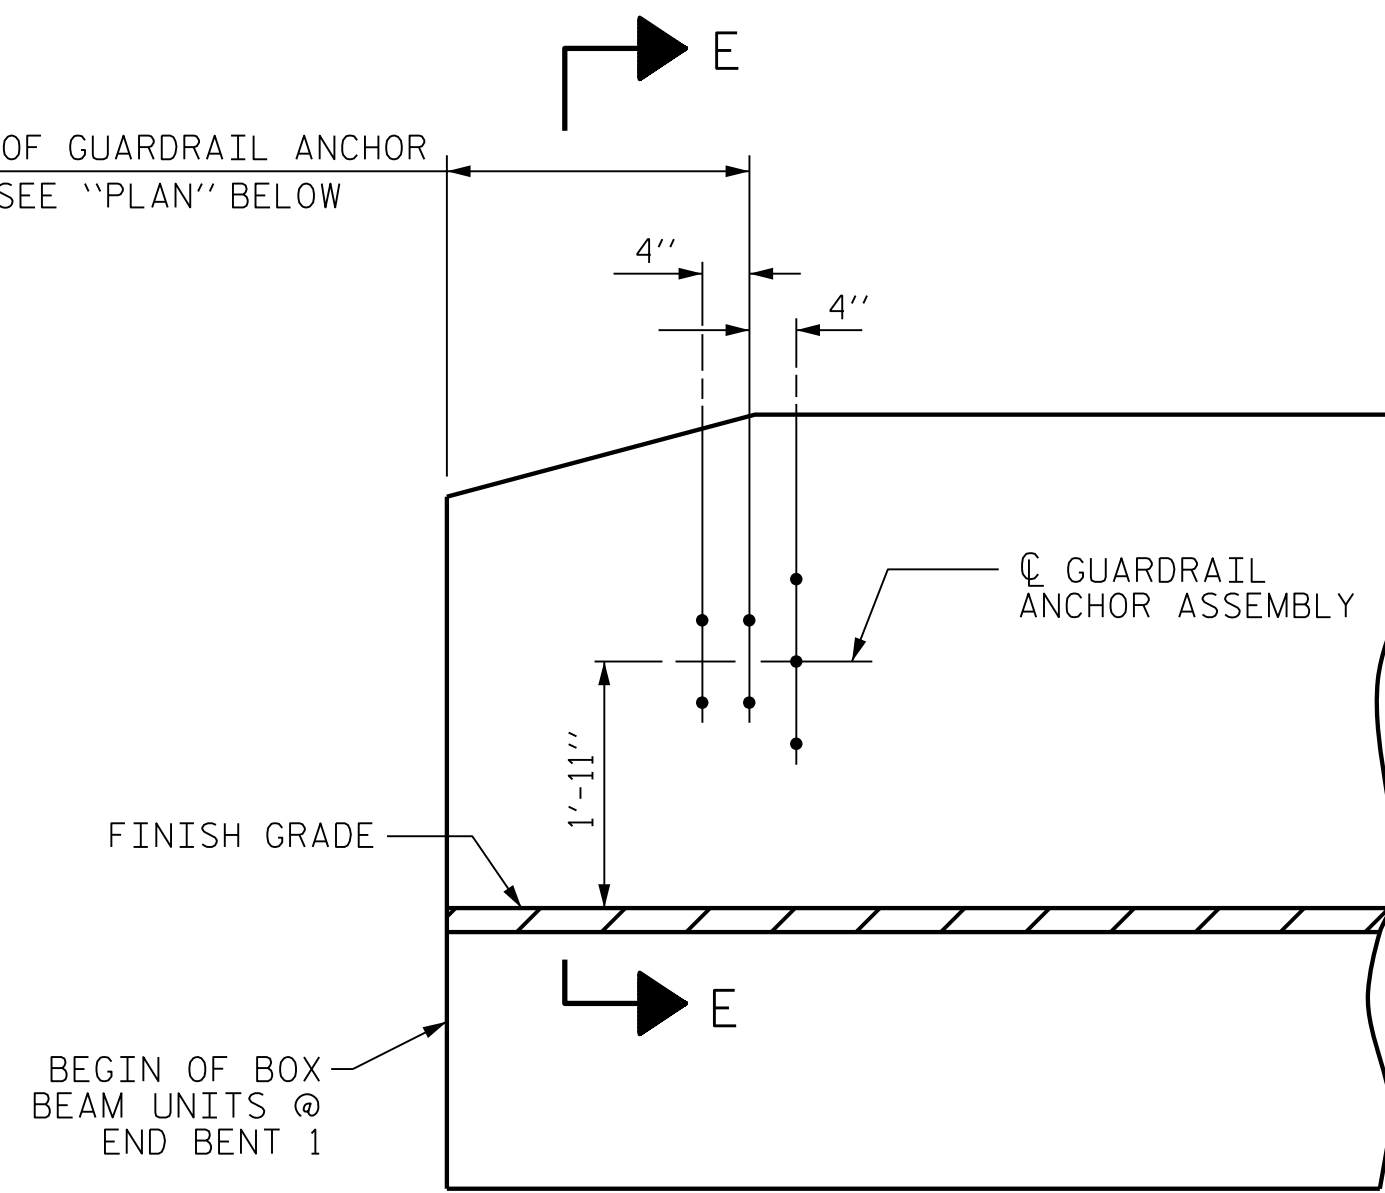 E
OF GUARDRAIL ANCHOR
SEE "PLAN" BELOW
4"
4"
℄ GUARDRAIL
ANCHOR ASSEMBLY
1'-11"
FINISH GRADE
E
BEGIN OF BOX
BEAM UNITS @
END BENT 1